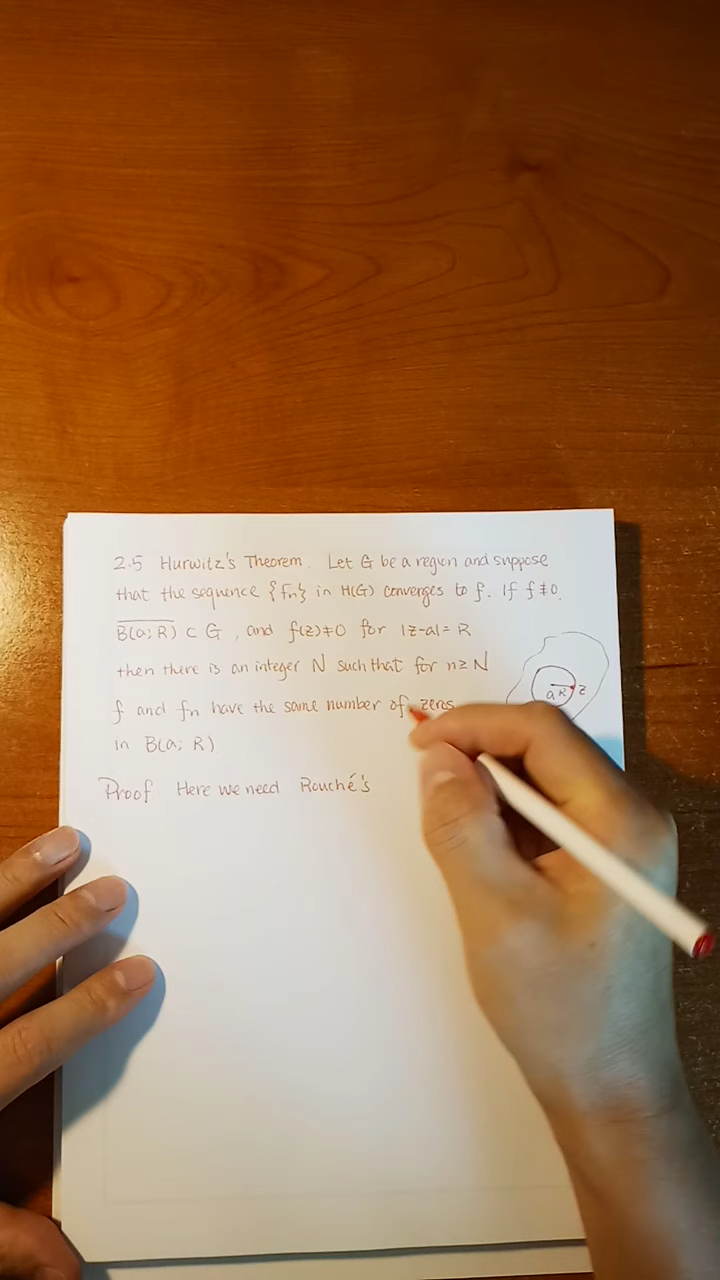 2.5 Hurwitz's Theorem. Let G be a region and suppose
that the sequence {fn} in H(G) converges to f. If f≢0,
B̅(̅a̅;̅ ̅R̅)̅ ⊂ G, and f(z)≠0 for |z-a|= R
then there is an integer N such that for n≥N
f and fn have the same number of zeros
in B(a; R)
a R z
Proof Here we need Rouché's